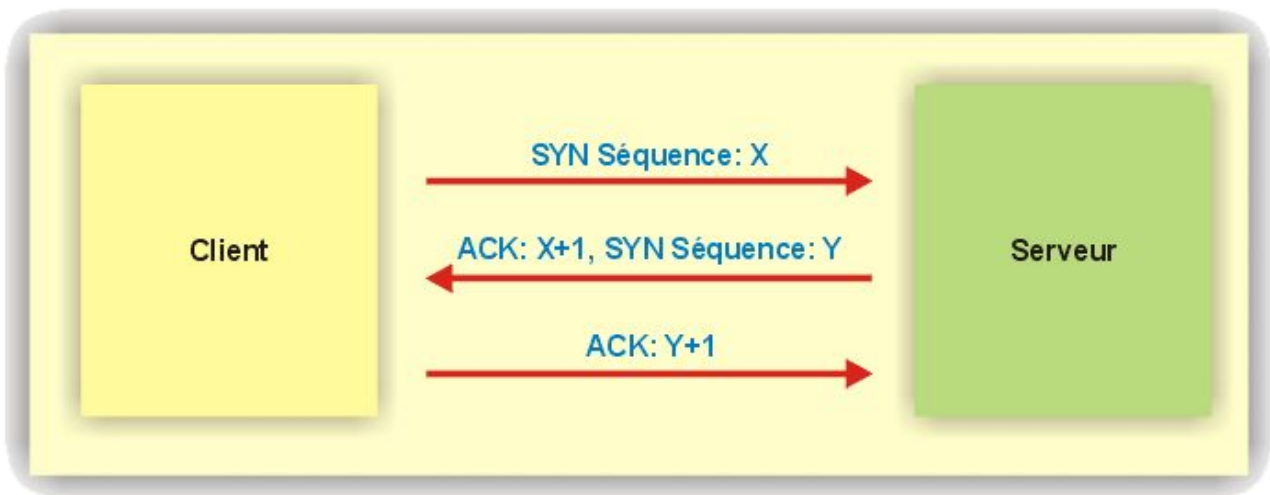 SYN Séquence: X
Client
ACK: X+1, SYN Séquence: Y
Serveur
ACK: Y+1